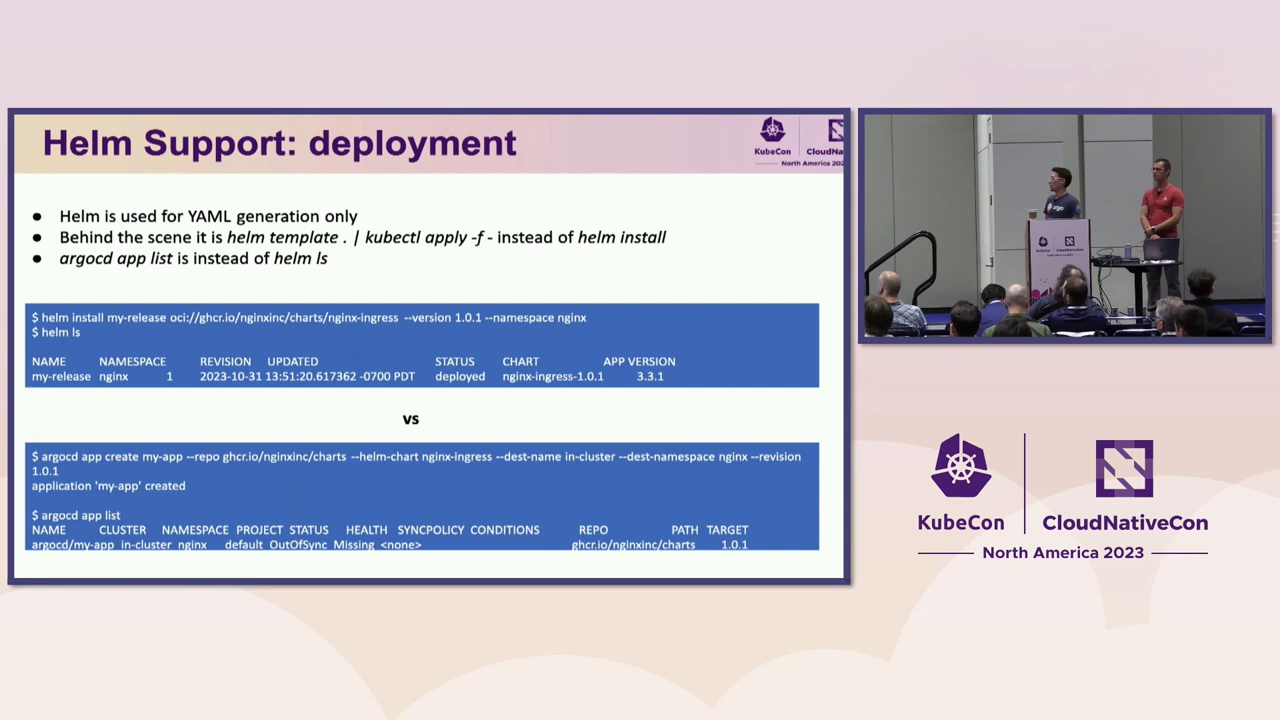 Helm Support: deployment
KubeCon
CloudNat
North America 202
● Helm is used for YAML generation only
● Behind the scene it is helm template . | kubectl apply -f - instead of helm install
● argocd app list is instead of helm ls
$ helm install my-release oci://ghcr.io/nginxinc/charts/nginx-ingress --version 1.0.1 --namespace nginx
$ helm ls
NAME NAMESPACE REVISION UPDATED STATUS CHART APP VERSION
my-release nginx 1 2023-10-31 13:51:20.617362 -0700 PDT deployed nginx-ingress-1.0.1 3.3.1
vs
$ argocd app create my-app --repo ghcr.io/nginxinc/charts --helm-chart nginx-ingress --dest-name in-cluster --dest-namespace nginx --revision
1.0.1
application 'my-app' created
$ argocd app list
NAME CLUSTER NAMESPACE PROJECT STATUS HEALTH SYNCPOLICY CONDITIONS REPO PATH TARGET
argocd/my-app in-cluster nginx default OutOfSync Missing <none> ghcr.io/nginxinc/charts 1.0.1
argo
KubeCon
CloudNativeCon
North America 2023